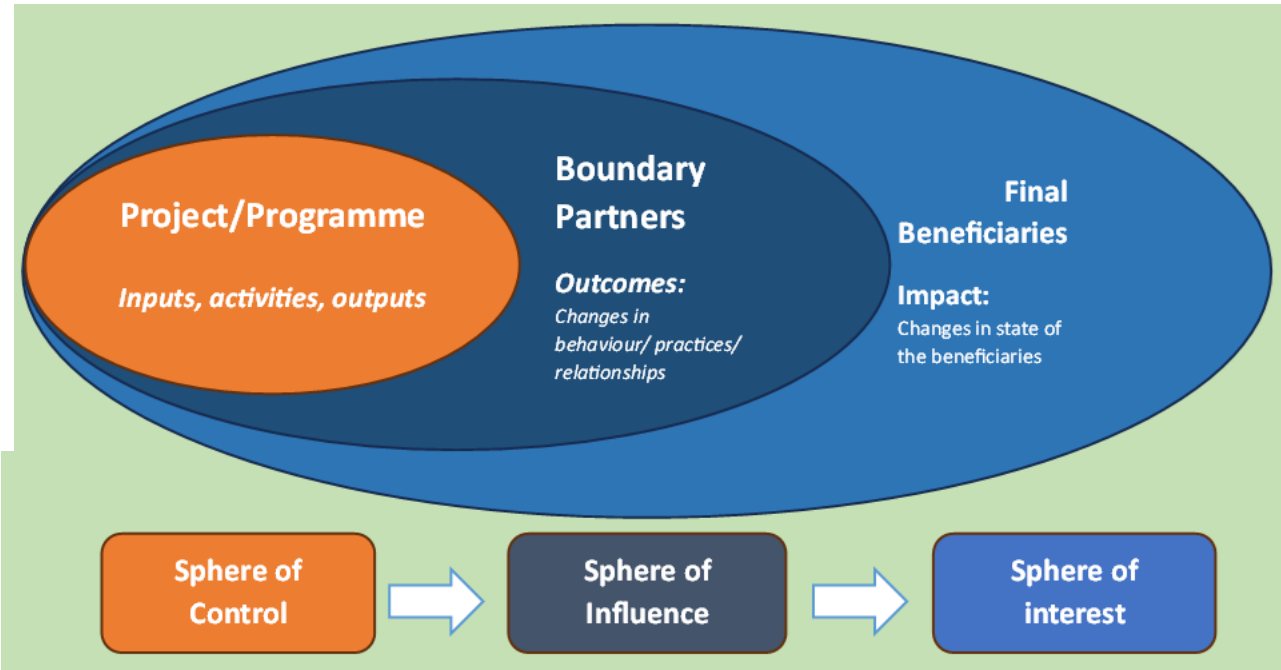 Project/Programme
Inputs, activities, outputs
Boundary
Partners
Outcomes:
Changes in
behaviour/ practices/
relationships
Final
Beneficiaries
Impact:
Changes in state of
the beneficiaries
Sphere of
Control
Sphere of
Influence
Sphere of
interest